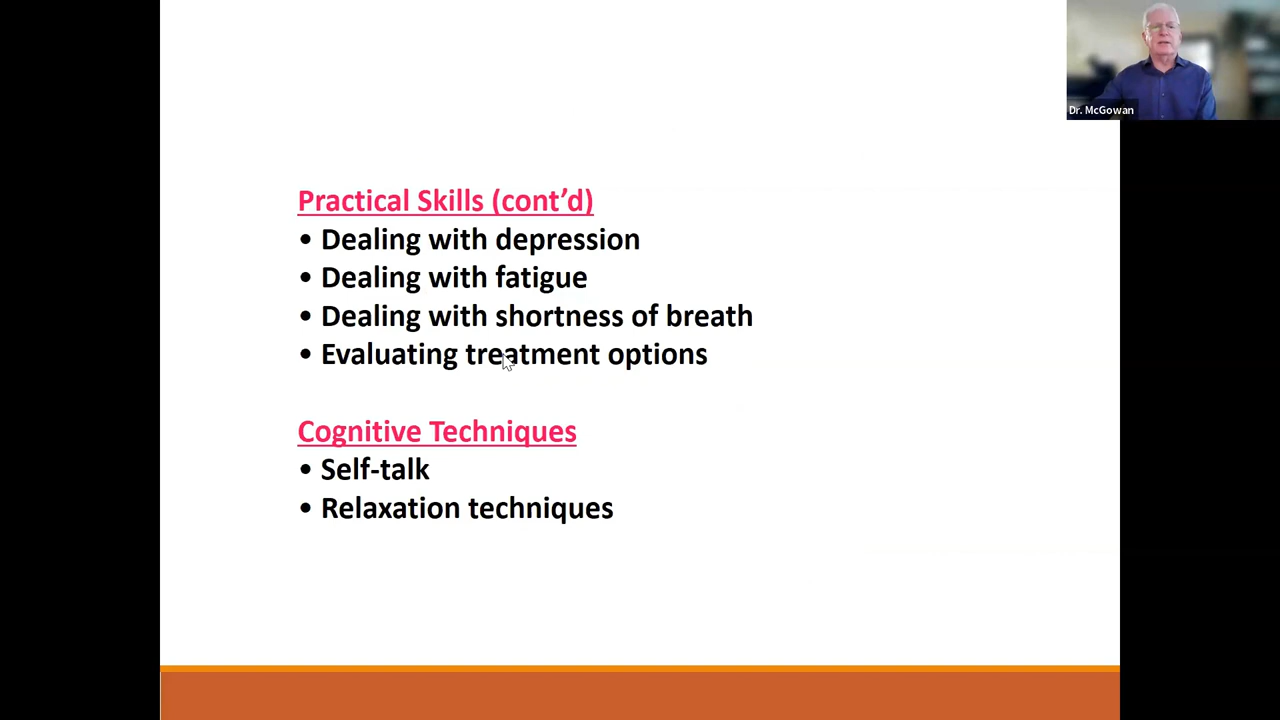 Dr. McGowan
Practical Skills (cont’d)
• Dealing with depression
• Dealing with fatigue
• Dealing with shortness of breath
• Evaluating treatment options
Cognitive Techniques
• Self-talk
• Relaxation techniques